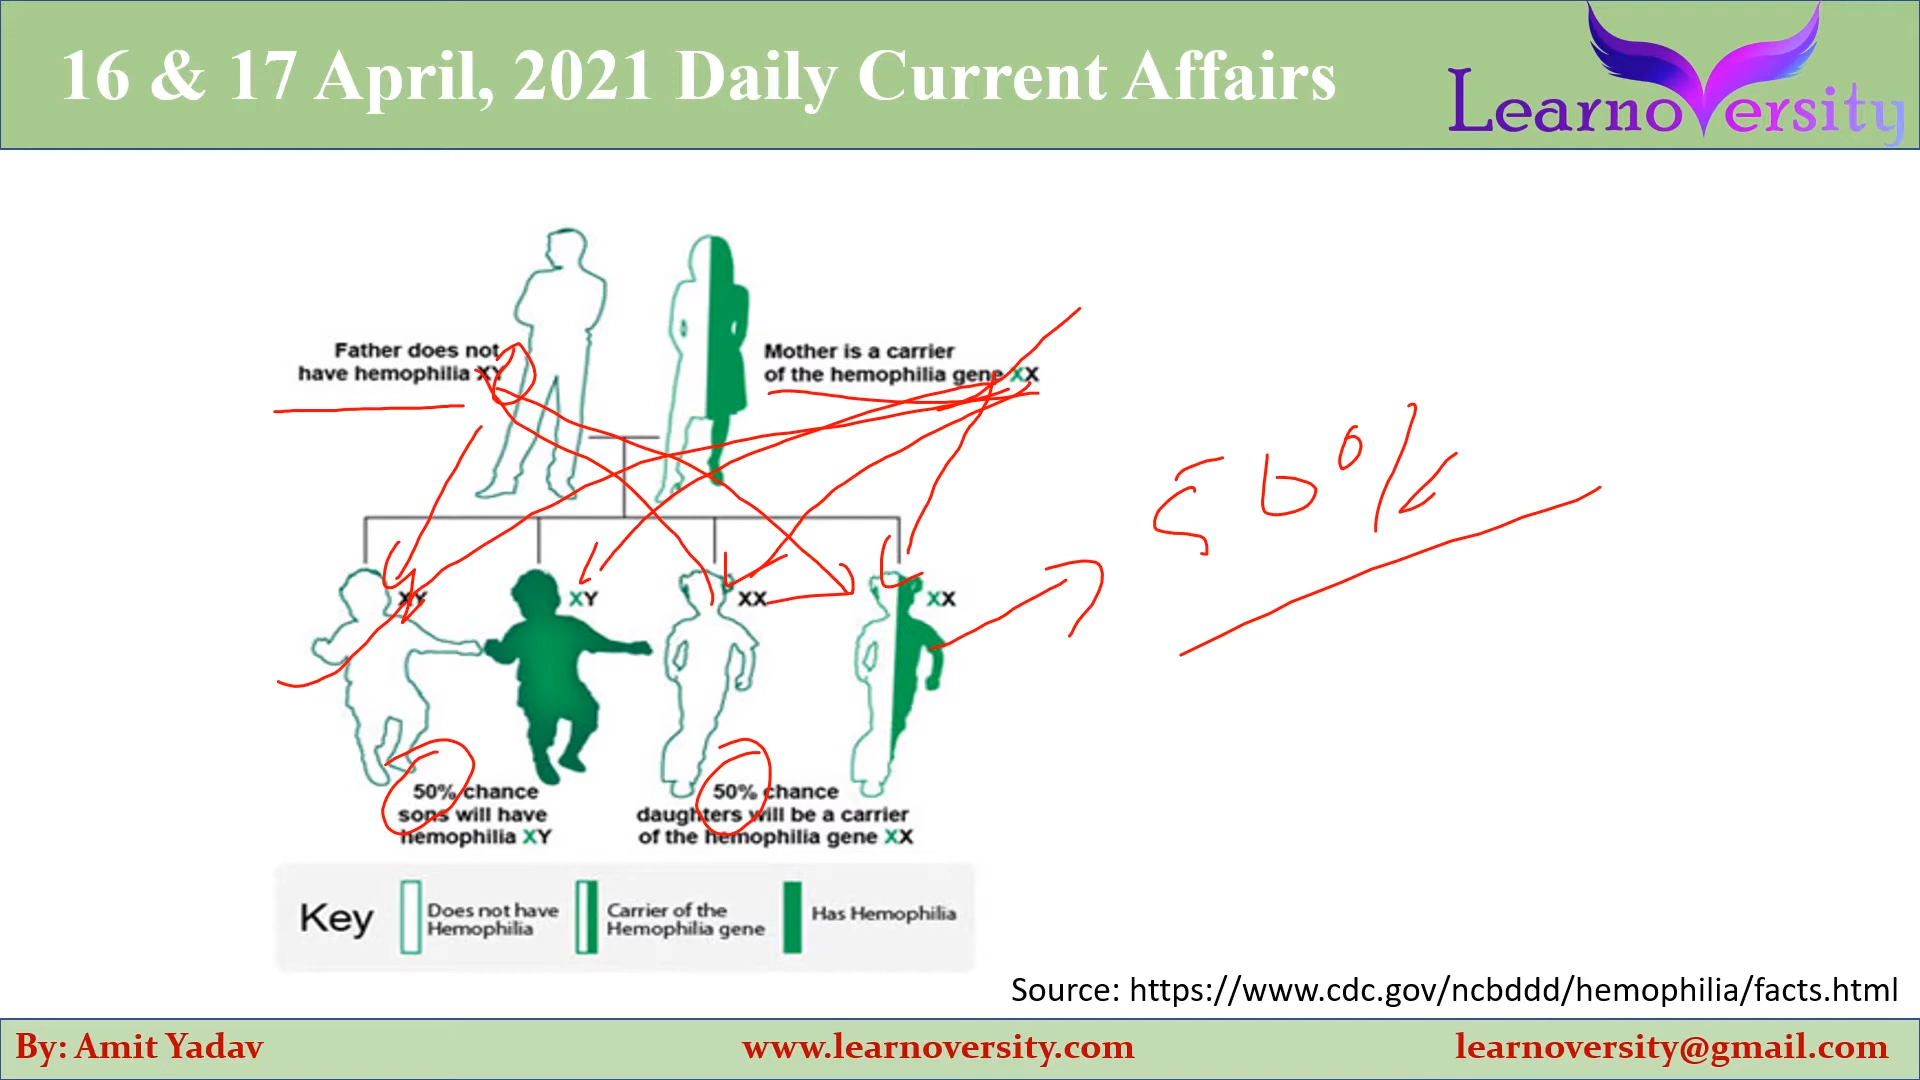 16 & 17 April, 2021 Daily Current Affairs
Learnoversity
Father does not
have hemophilia XY
Mother is a carrier
of the hemophilia gene XX
50%
XY
XY
XX
XX
50% chance
sons will have
hemophilia XY
50% chance
daughters will be a carrier
of the hemophilia gene XX
Key
Does not have
Hemophilia
Carrier of the
Hemophilia gene
Has Hemophilia
Source: https://www.cdc.gov/ncbddd/hemophilia/facts.html
By: Amit Yadav
www.learnoversity.com
learnoversity@gmail.com